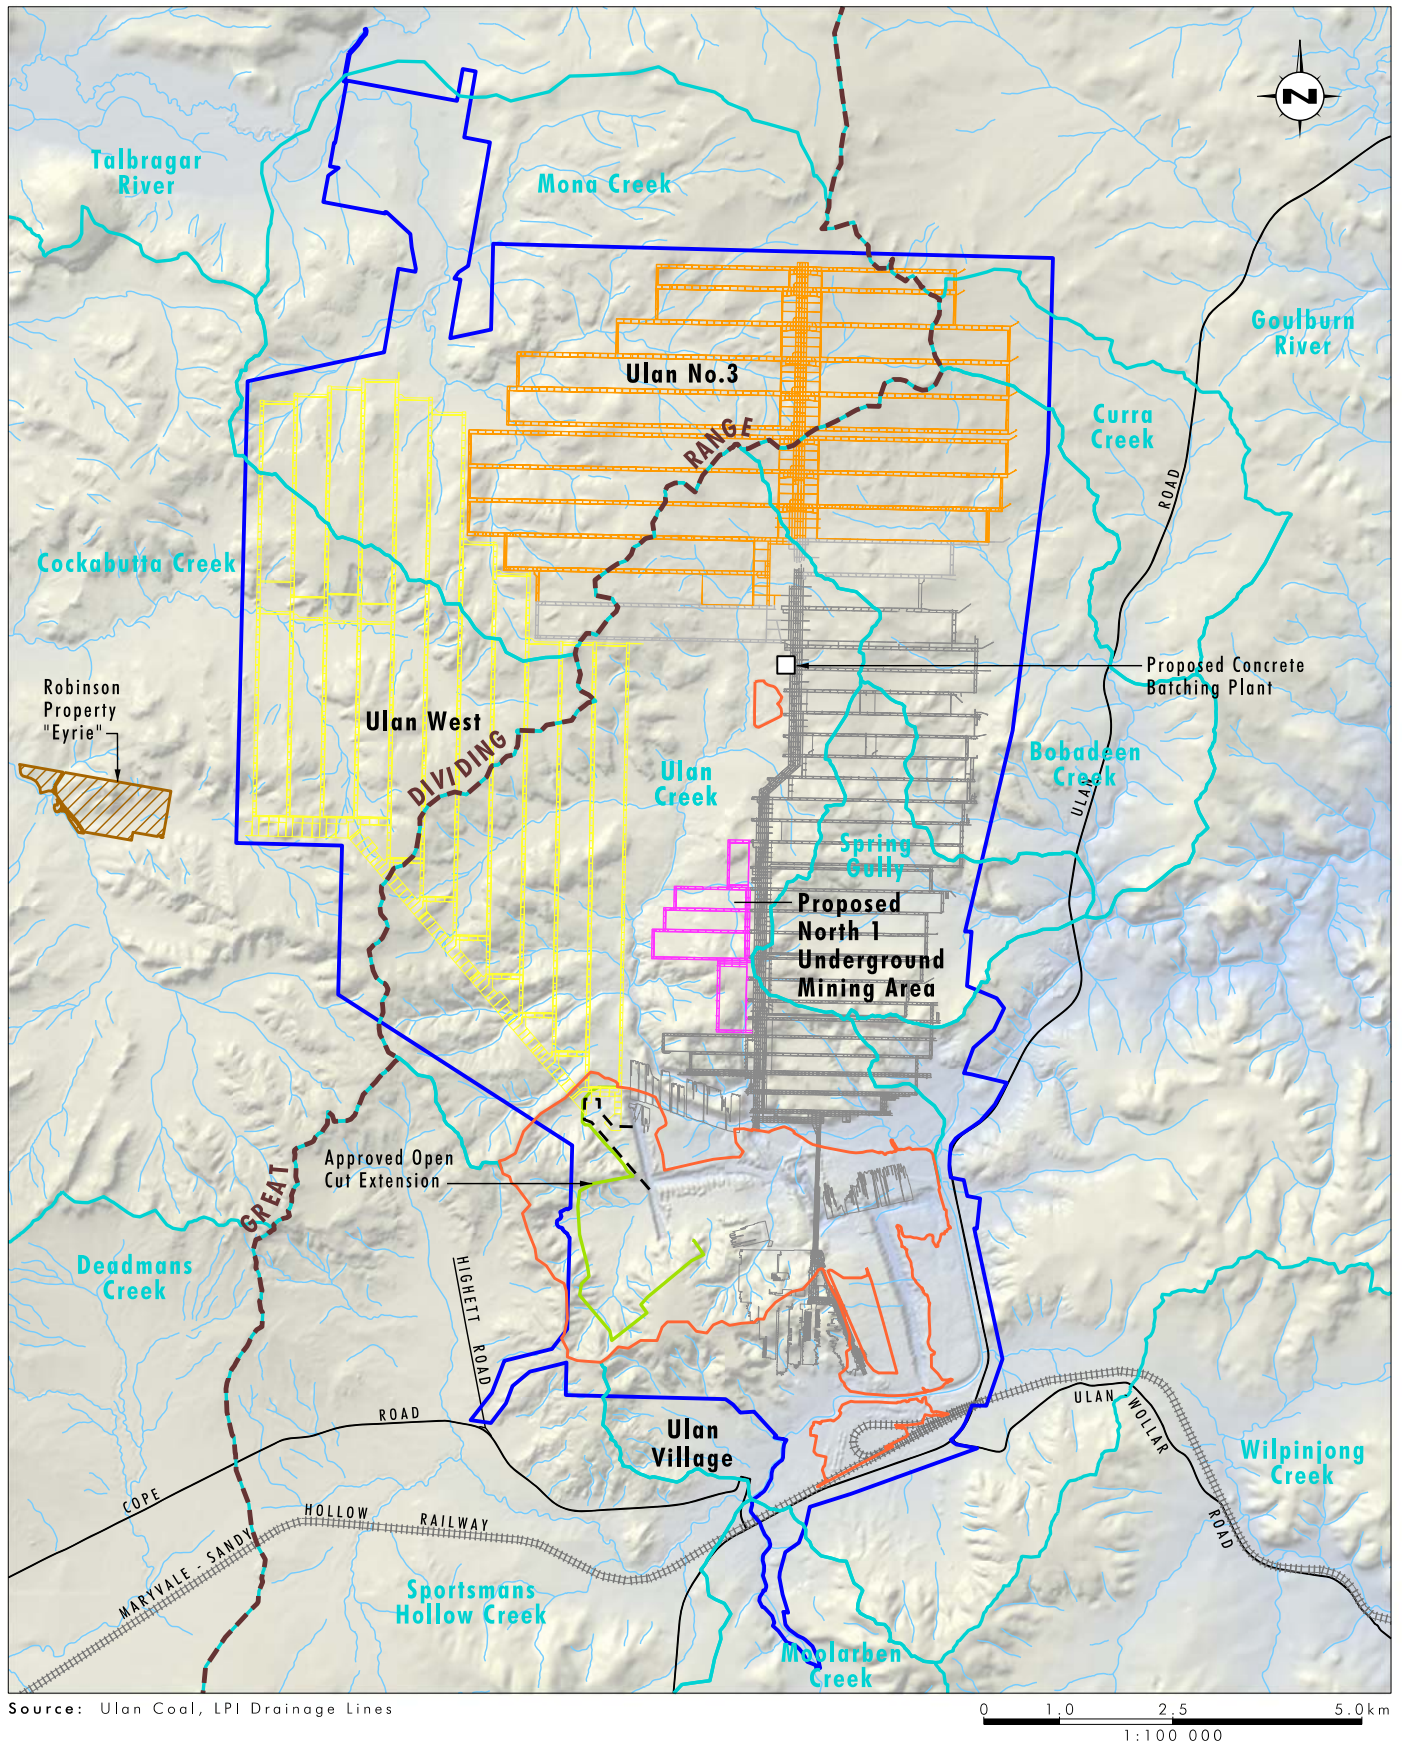 N
Talbragar
River
Mona Creek
Goulburn
River
Ulan No.3
Curra
Creek
RANGE
ROAD
Cockabutta Creek
Proposed Concrete
Batching Plant
Robinson
Property
"Eyrie"
Ulan West
DIVIDING
Ulan
Creek
Bobadeen
Creek
ULAN
Spring
Gully
Proposed
North 1
Underground
Mining Area
Approved Open
Cut Extension
GREAT
Deadmans
Creek
HIGHETT
ROAD
ULAN
WOLLAR
ROAD
ROAD
COPE
Ulan
Village
Wilpinjong
Creek
HOLLOW
RAILWAY
MARYVALE - SANDY
Sportsmans
Hollow Creek
Moolarben
Creek
Source: Ulan Coal, LPI Drainage Lines
0 1.0 2.5 5.0km
1:100 000